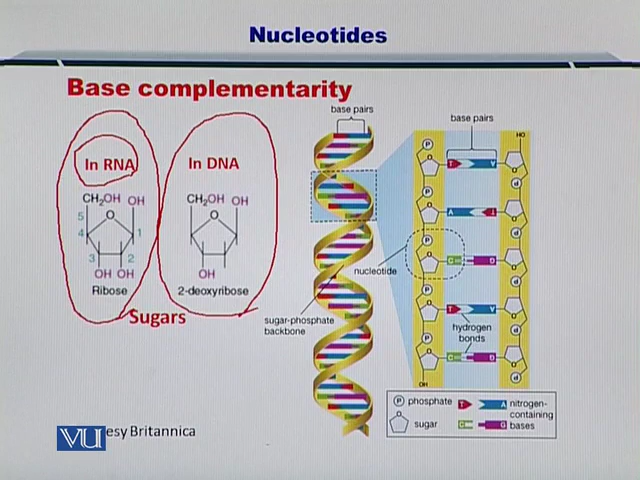 Nucleotides
Base complementarity
base pairs
base pairs
In RNA
In DNA
CH₂OH OH
CH₂OH OH
HO
P
P
P
P
P
T
A
C
T
C
O
O
5
4
1
3
2
OH OH
OH
Ribose
2-deoxyribose
Sugars
nucleotide
sugar-phosphate
backbone
hydrogen
bonds
OH
P phosphate
sugar
T A nitrogen-
containing
C G bases
VU esy Britannica